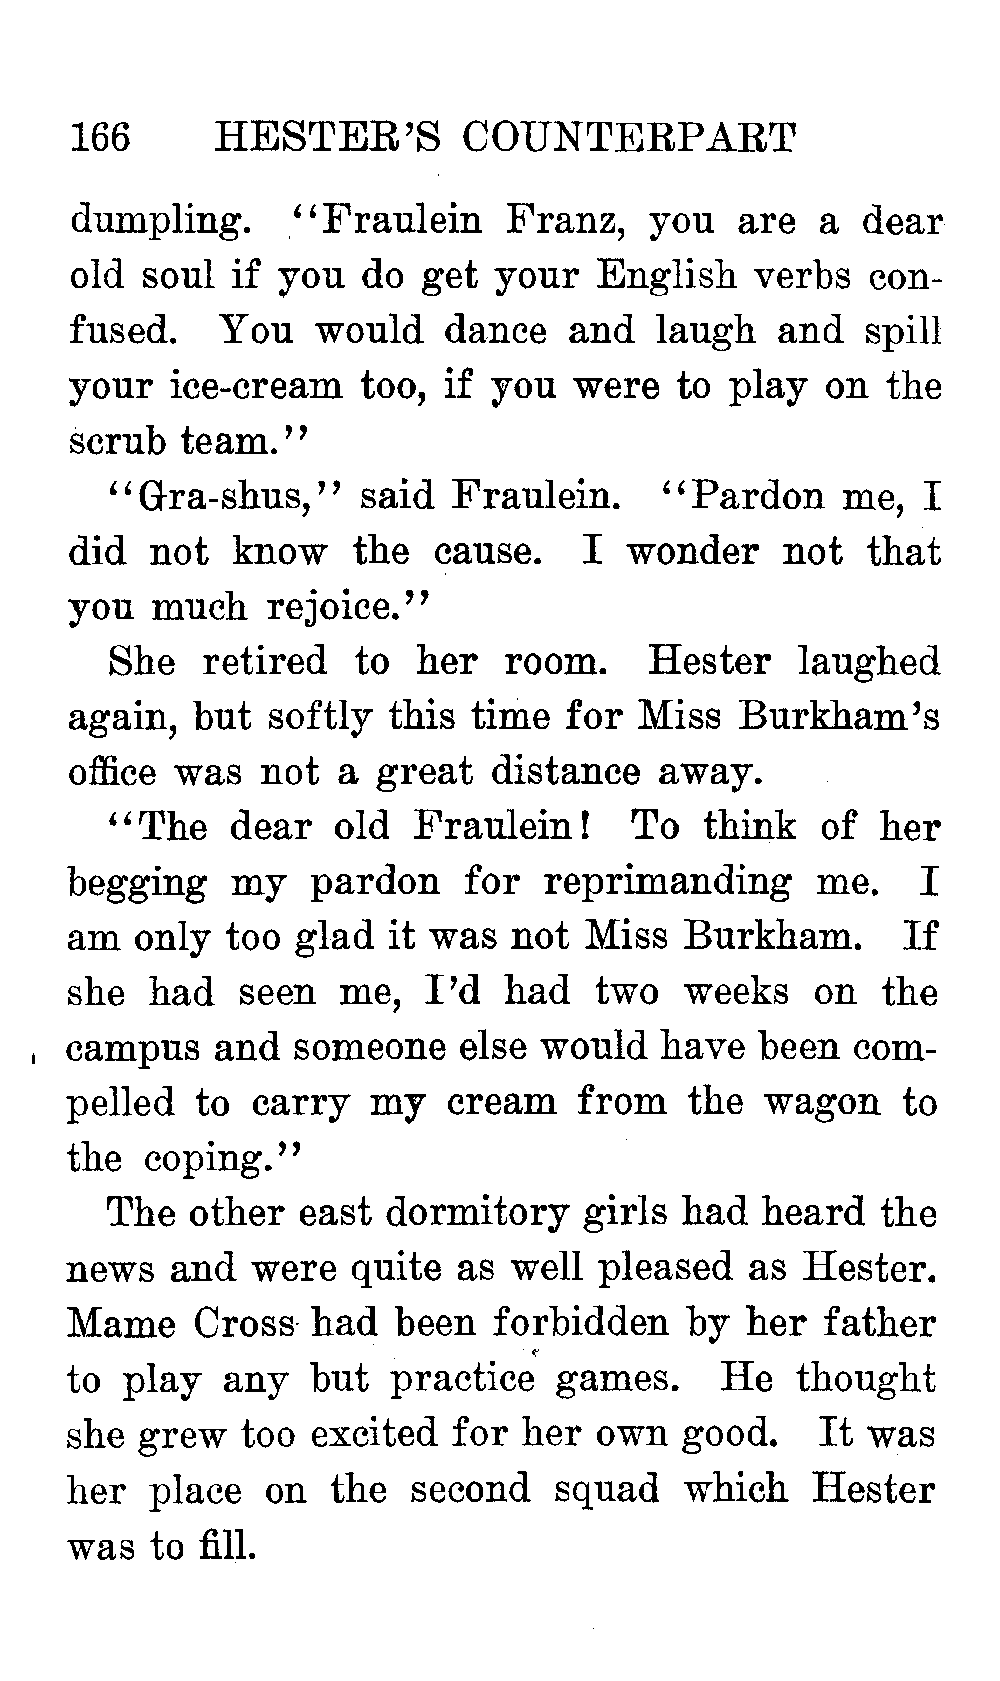 166 HESTER'S COUNTERPART
dumpling. "Fraulein Franz, you are a dear
old soul if you do get your English verbs con-
fused. You would dance and laugh and spill
your ice-cream too, if you were to play on the
scrub team."
"Gra-shus," said Fraulein. "Pardon me, I
did not know the cause. I wonder not that
you much rejoice."
She retired to her room. Hester laughed
again, but softly this time for Miss Burkham's
office was not a great distance away.
"The dear old Fraulein! To think of her
begging my pardon for reprimanding me. I
am only too glad it was not Miss Burkham. If
she had seen me, I'd had two weeks on the
campus and someone else would have been com-
pelled to carry my cream from the wagon to
the coping."
The other east dormitory girls had heard the
news and were quite as well pleased as Hester.
Mame Cross had been forbidden by her father
to play any but practice games. He thought
she grew too excited for her own good. It was
her place on the second squad which Hester
was to fill.